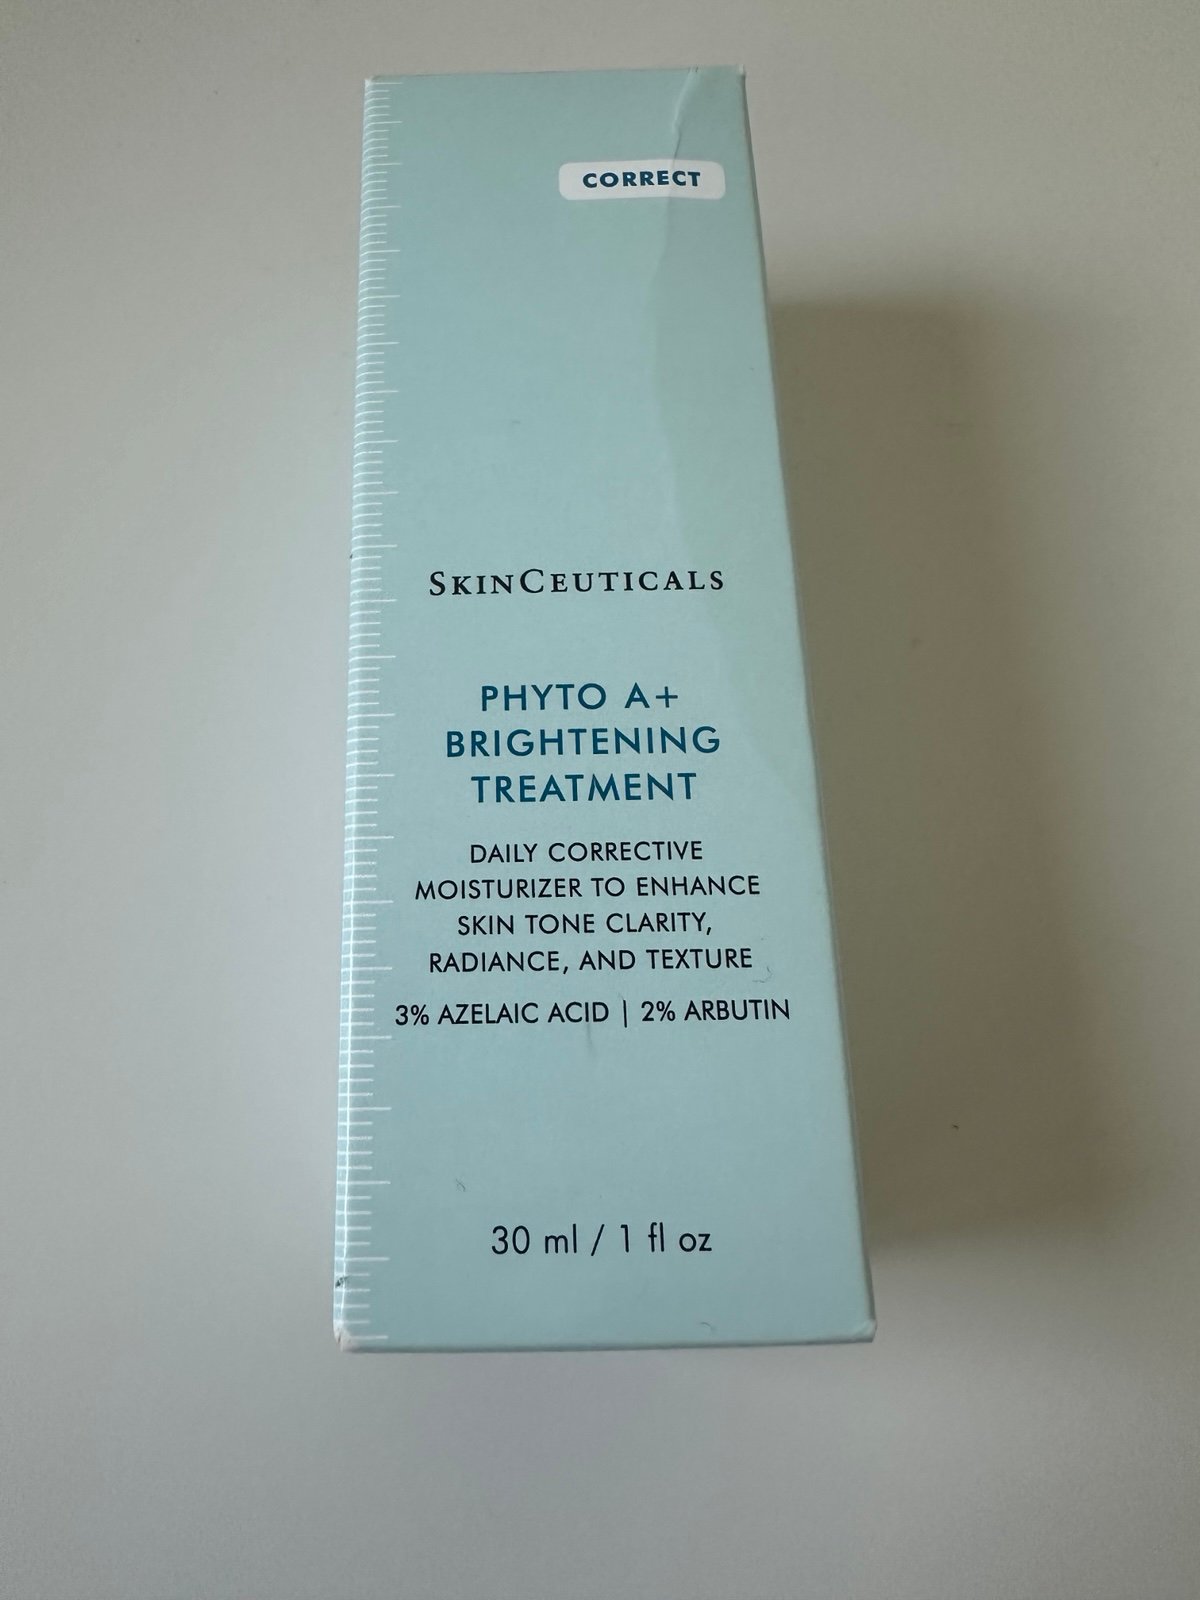 CORRECT
SKINCEUTICALS
PHYTO A+
BRIGHTENING
TREATMENT
DAILY CORRECTIVE
MOISTURIZER TO ENHANCE
SKIN TONE CLARITY,
RADIANCE, AND TEXTURE
3% AZELAIC ACID | 2% ARBUTIN
30 ml / 1 fl oz